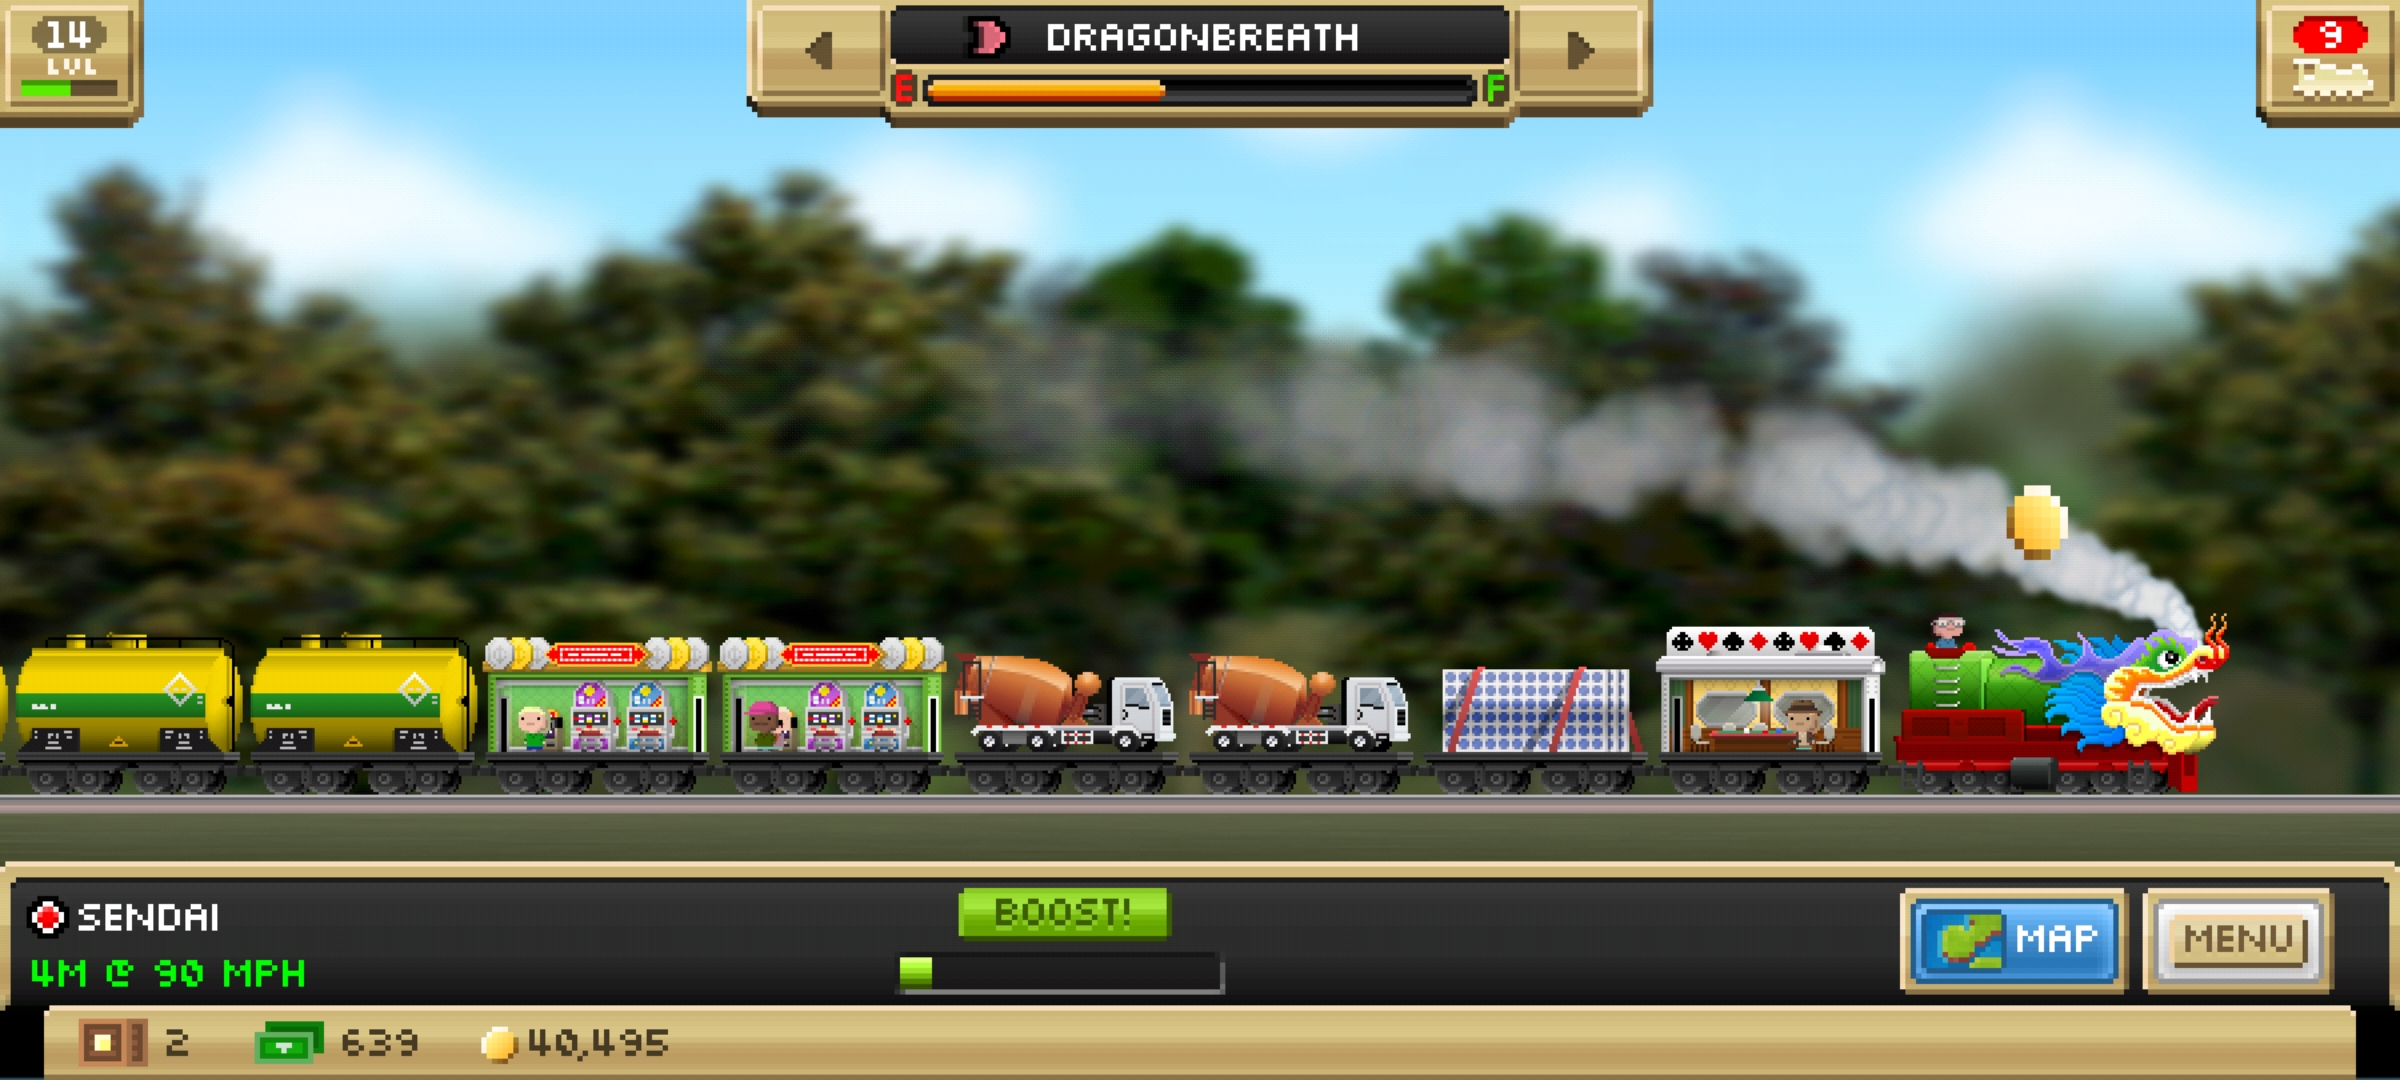 14
LVL
DRAGONBREATH
E F
9
SENDAI
4M @ 90 MPH
BOOST!
MAP
MENU
2
639
40,495